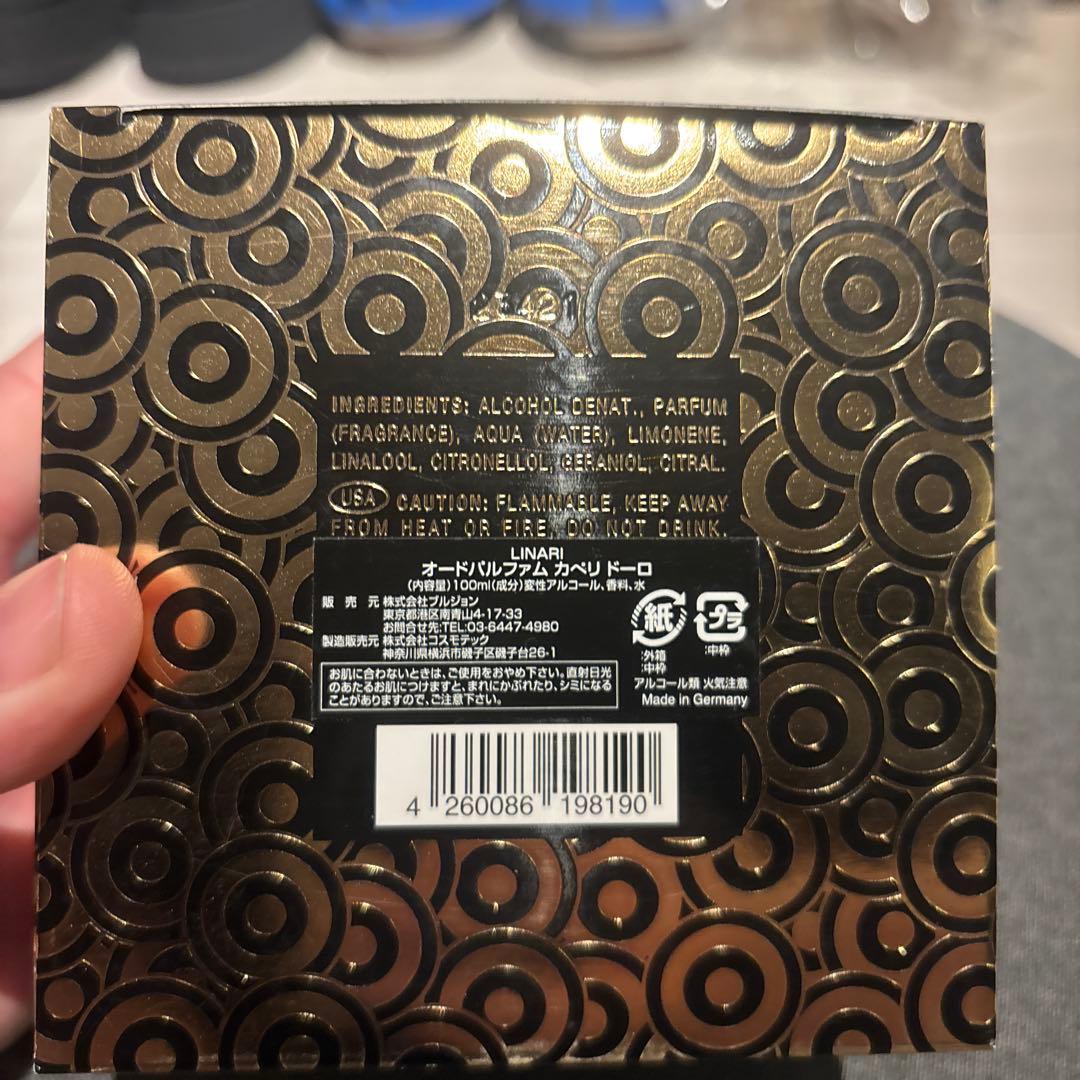 INGREDIENTS: ALCOHOL DENAT., PARFUM
(FRAGRANCE), AQUA (WATER), LIMONENE,
LINALOOL, CITRONELLOL, GERANIOL, CITRAL.
USA CAUTION: FLAMMABLE, KEEP AWAY
FROM HEAT OR FIRE, DO NOT DRINK.
LINARI
オードパルファム カペリ ドーロ
(内容量)100ml(成分)変性アルコール、香料、水
販売元 株式会社ブルジョン
東京都港区南青山4-17-33
お問合せ先:TEL:03-6447-4980
製造販売元 株式会社コスモテック
神奈川県横浜市磯子区磯子台26-1
お肌に合わないときは、ご使用をおやめ下さい。直射日光
のあたるお肌につけますと、まれにかぶれたり、シミになる
ことがありますので、ご注意下さい。
紙 プラ
:外箱 :中枠
:中枠
アルコール類 火気注意
Made in Germany
4 260086 198190